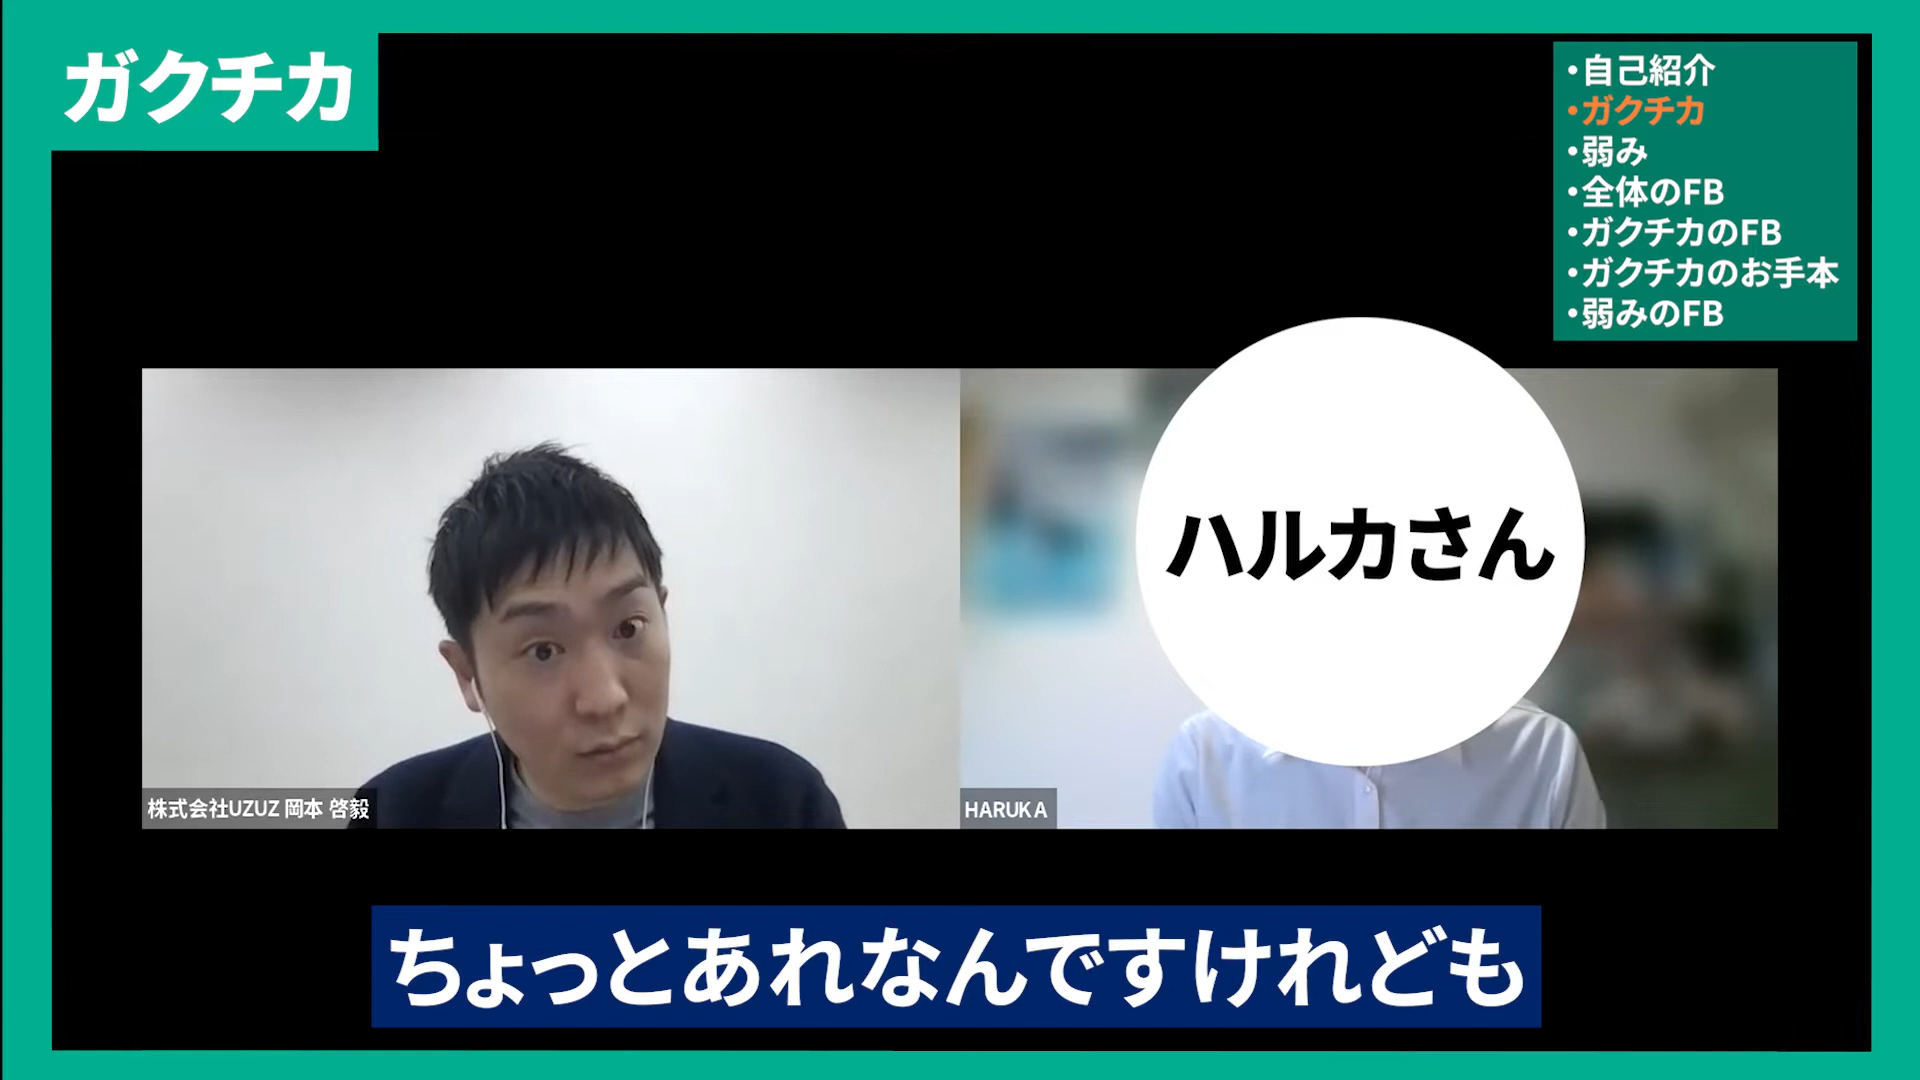 ガクチカ
・自己紹介
・ガクチカ
・弱み
・全体のFB
・ガクチカのFB
・ガクチカのお手本
・弱みのFB
ハルカさん
株式会社UZUZ 岡本 啓毅
HARUKA
ちょっとあれなんですけれども